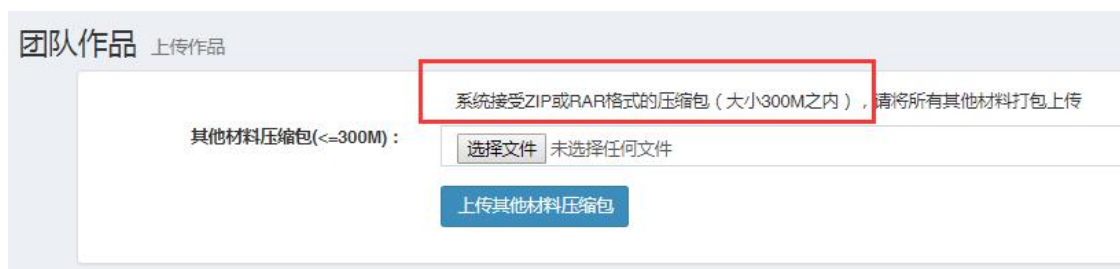 团队作品 上传作品
系统接受ZIP或RAR格式的压缩包(大小300M之内),请将所有其他材料打包上传
其他材料压缩包(<=300M):
选择文件 未选择任何文件
上传其他材料压缩包